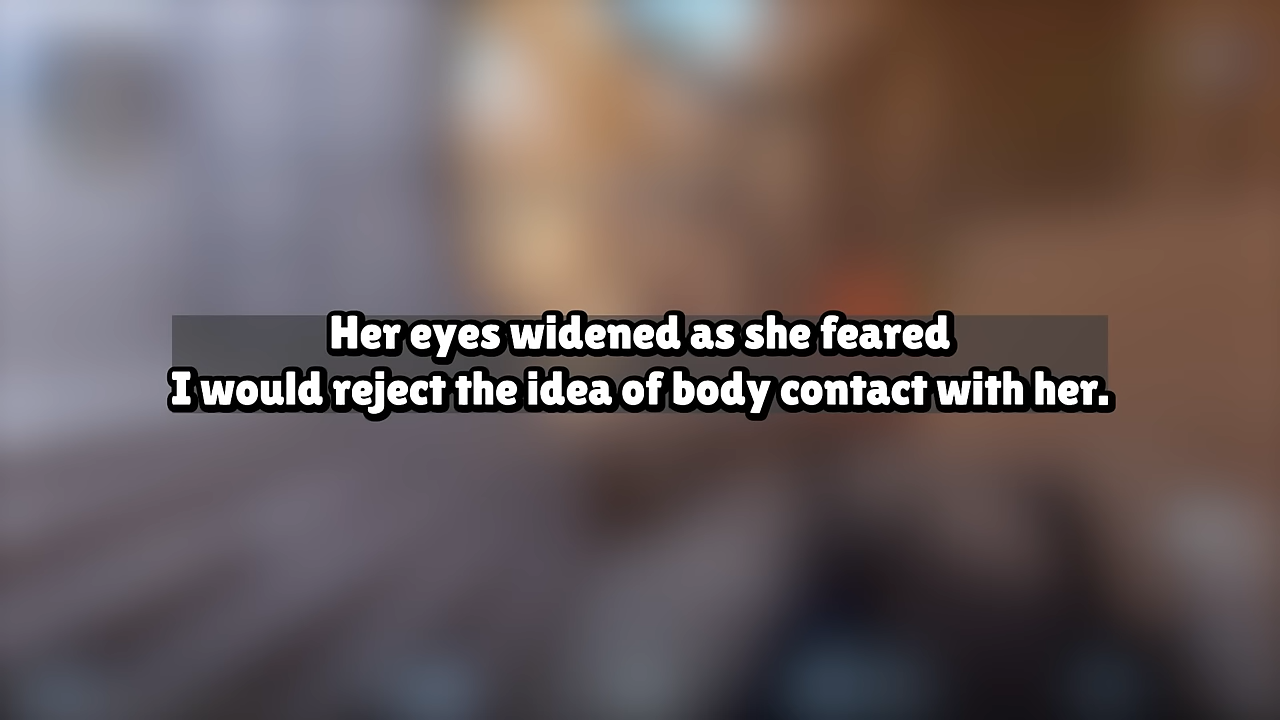 Her eyes widened as she feared
I would reject the idea of body contact with her.